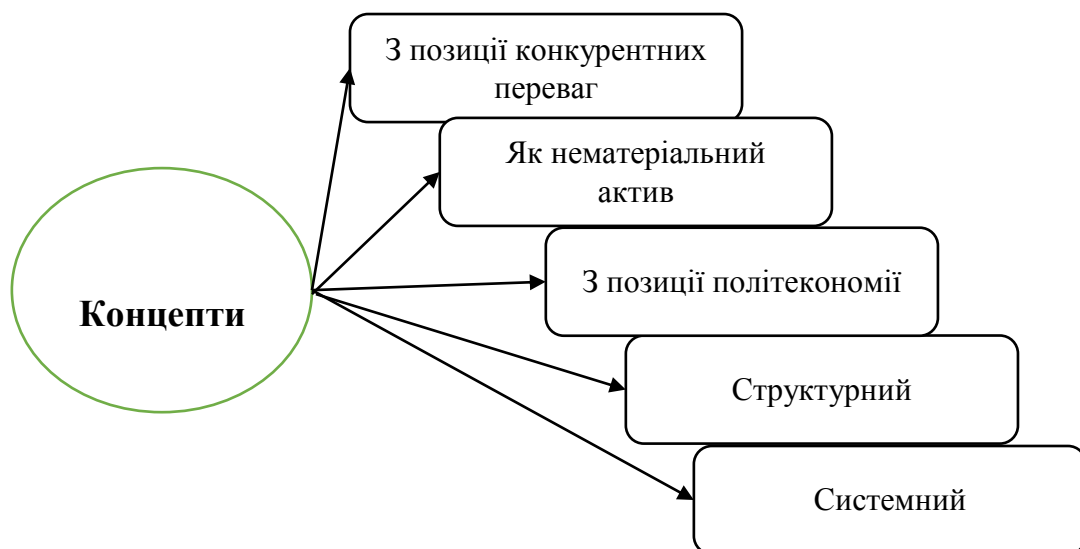 З позиції конкурентних
переваг
Як нематеріальний
актив
З позиції політекономії
Концепти
Структурний
Системний